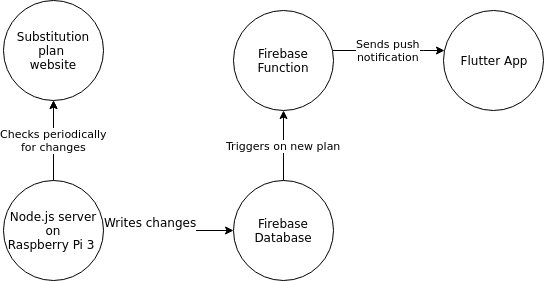 Substitution
plan
website
Firebase
Function
Sends push
notification
Flutter App
Checks periodically
for changes
Triggers on new plan
Node.js server
on
Raspberry Pi 3
Writes changes
Firebase
Database